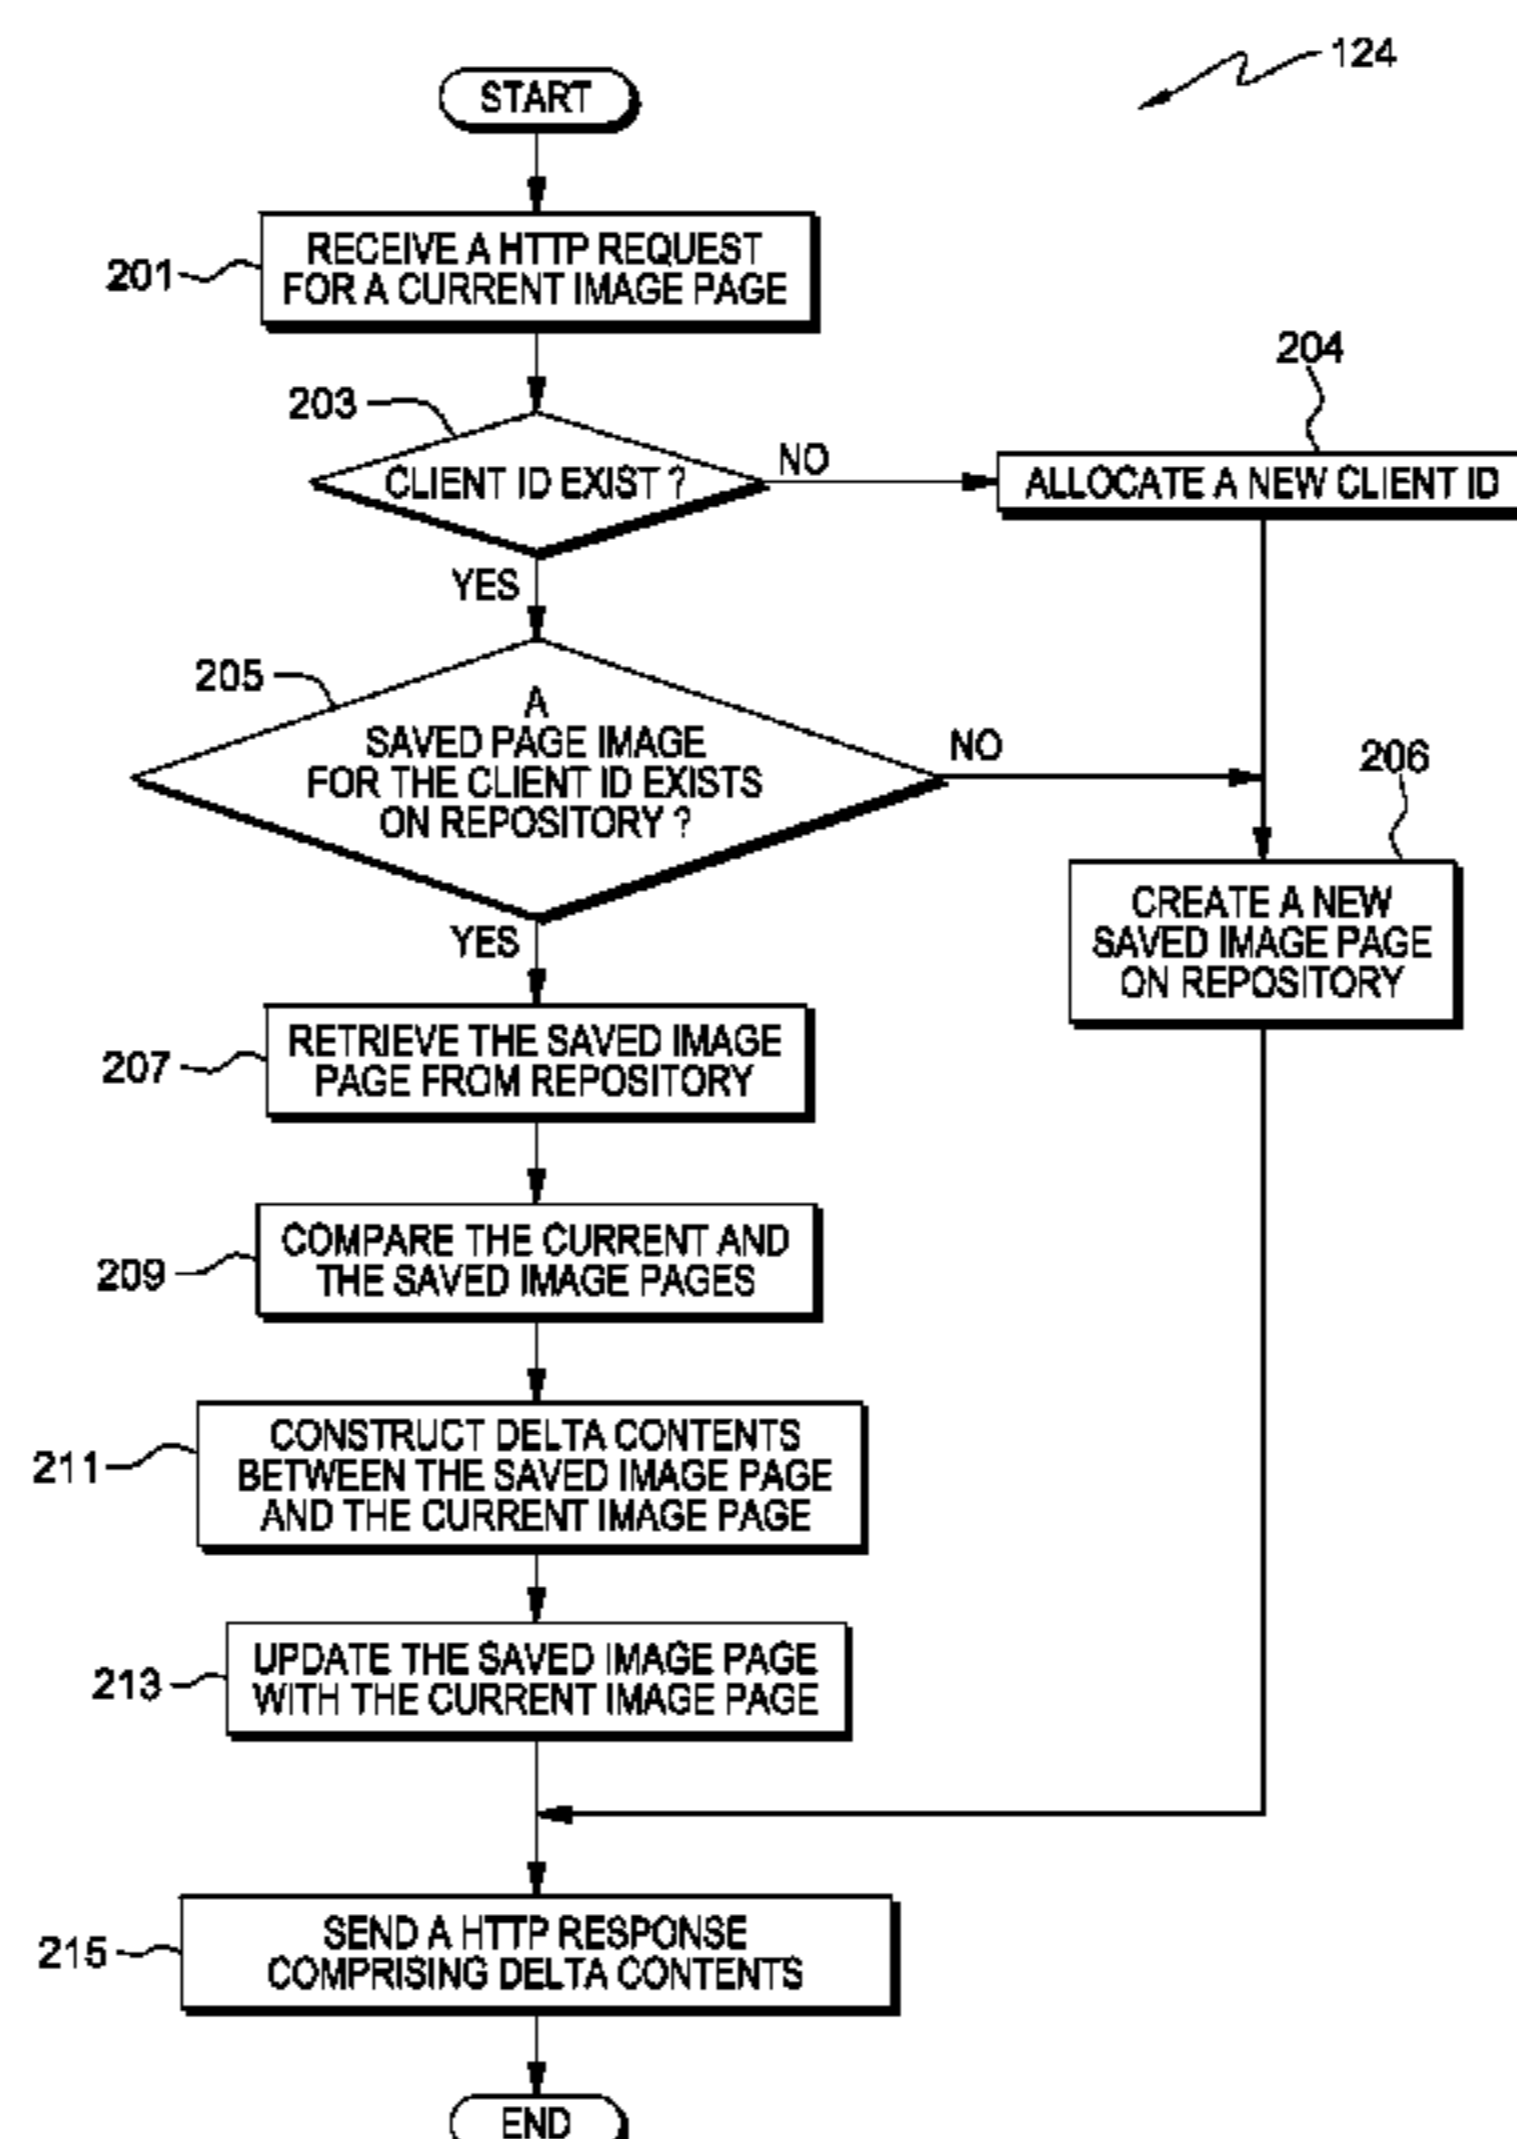 124
START
201
RECEIVE A HTTP REQUEST
FOR A CURRENT IMAGE PAGE
203
CLIENT ID EXIST ?
NO
204
ALLOCATE A NEW CLIENT ID
YES
205
A
SAVED PAGE IMAGE
FOR THE CLIENT ID EXISTS
ON REPOSITORY ?
NO
206
CREATE A NEW
SAVED IMAGE PAGE
ON REPOSITORY
YES
207
RETRIEVE THE SAVED IMAGE
PAGE FROM REPOSITORY
209
COMPARE THE CURRENT AND
THE SAVED IMAGE PAGES
211
CONSTRUCT DELTA CONTENTS
BETWEEN THE SAVED IMAGE PAGE
AND THE CURRENT IMAGE PAGE
213
UPDATE THE SAVED IMAGE PAGE
WITH THE CURRENT IMAGE PAGE
215
SEND A HTTP RESPONSE
COMPRISING DELTA CONTENTS
END